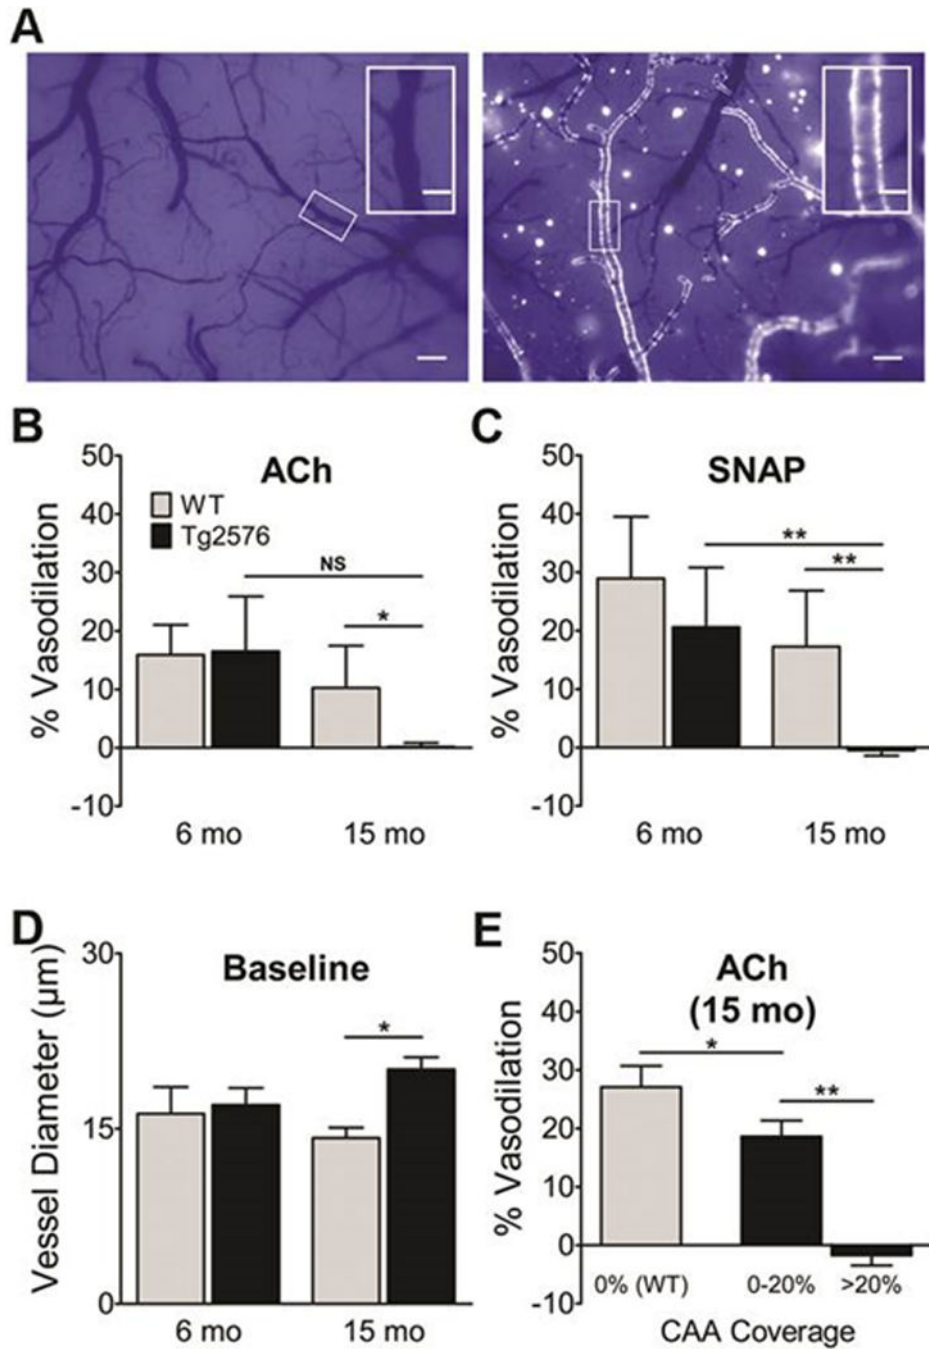 A
B
ACh
50
40
30
20
10
0
-10
% Vasodilation
WT
Tg2576
NS
*
6 mo
15 mo
C
SNAP
50
40
30
20
10
0
-10
% Vasodilation
**
**
6 mo
15 mo
D
Baseline
30
15
0
Vessel Diameter (µm)
*
6 mo
15 mo
E
ACh
(15 mo)
50
40
30
20
10
0
-10
% Vasodilation
*
**
0% (WT)
0-20%
>20%
CAA Coverage